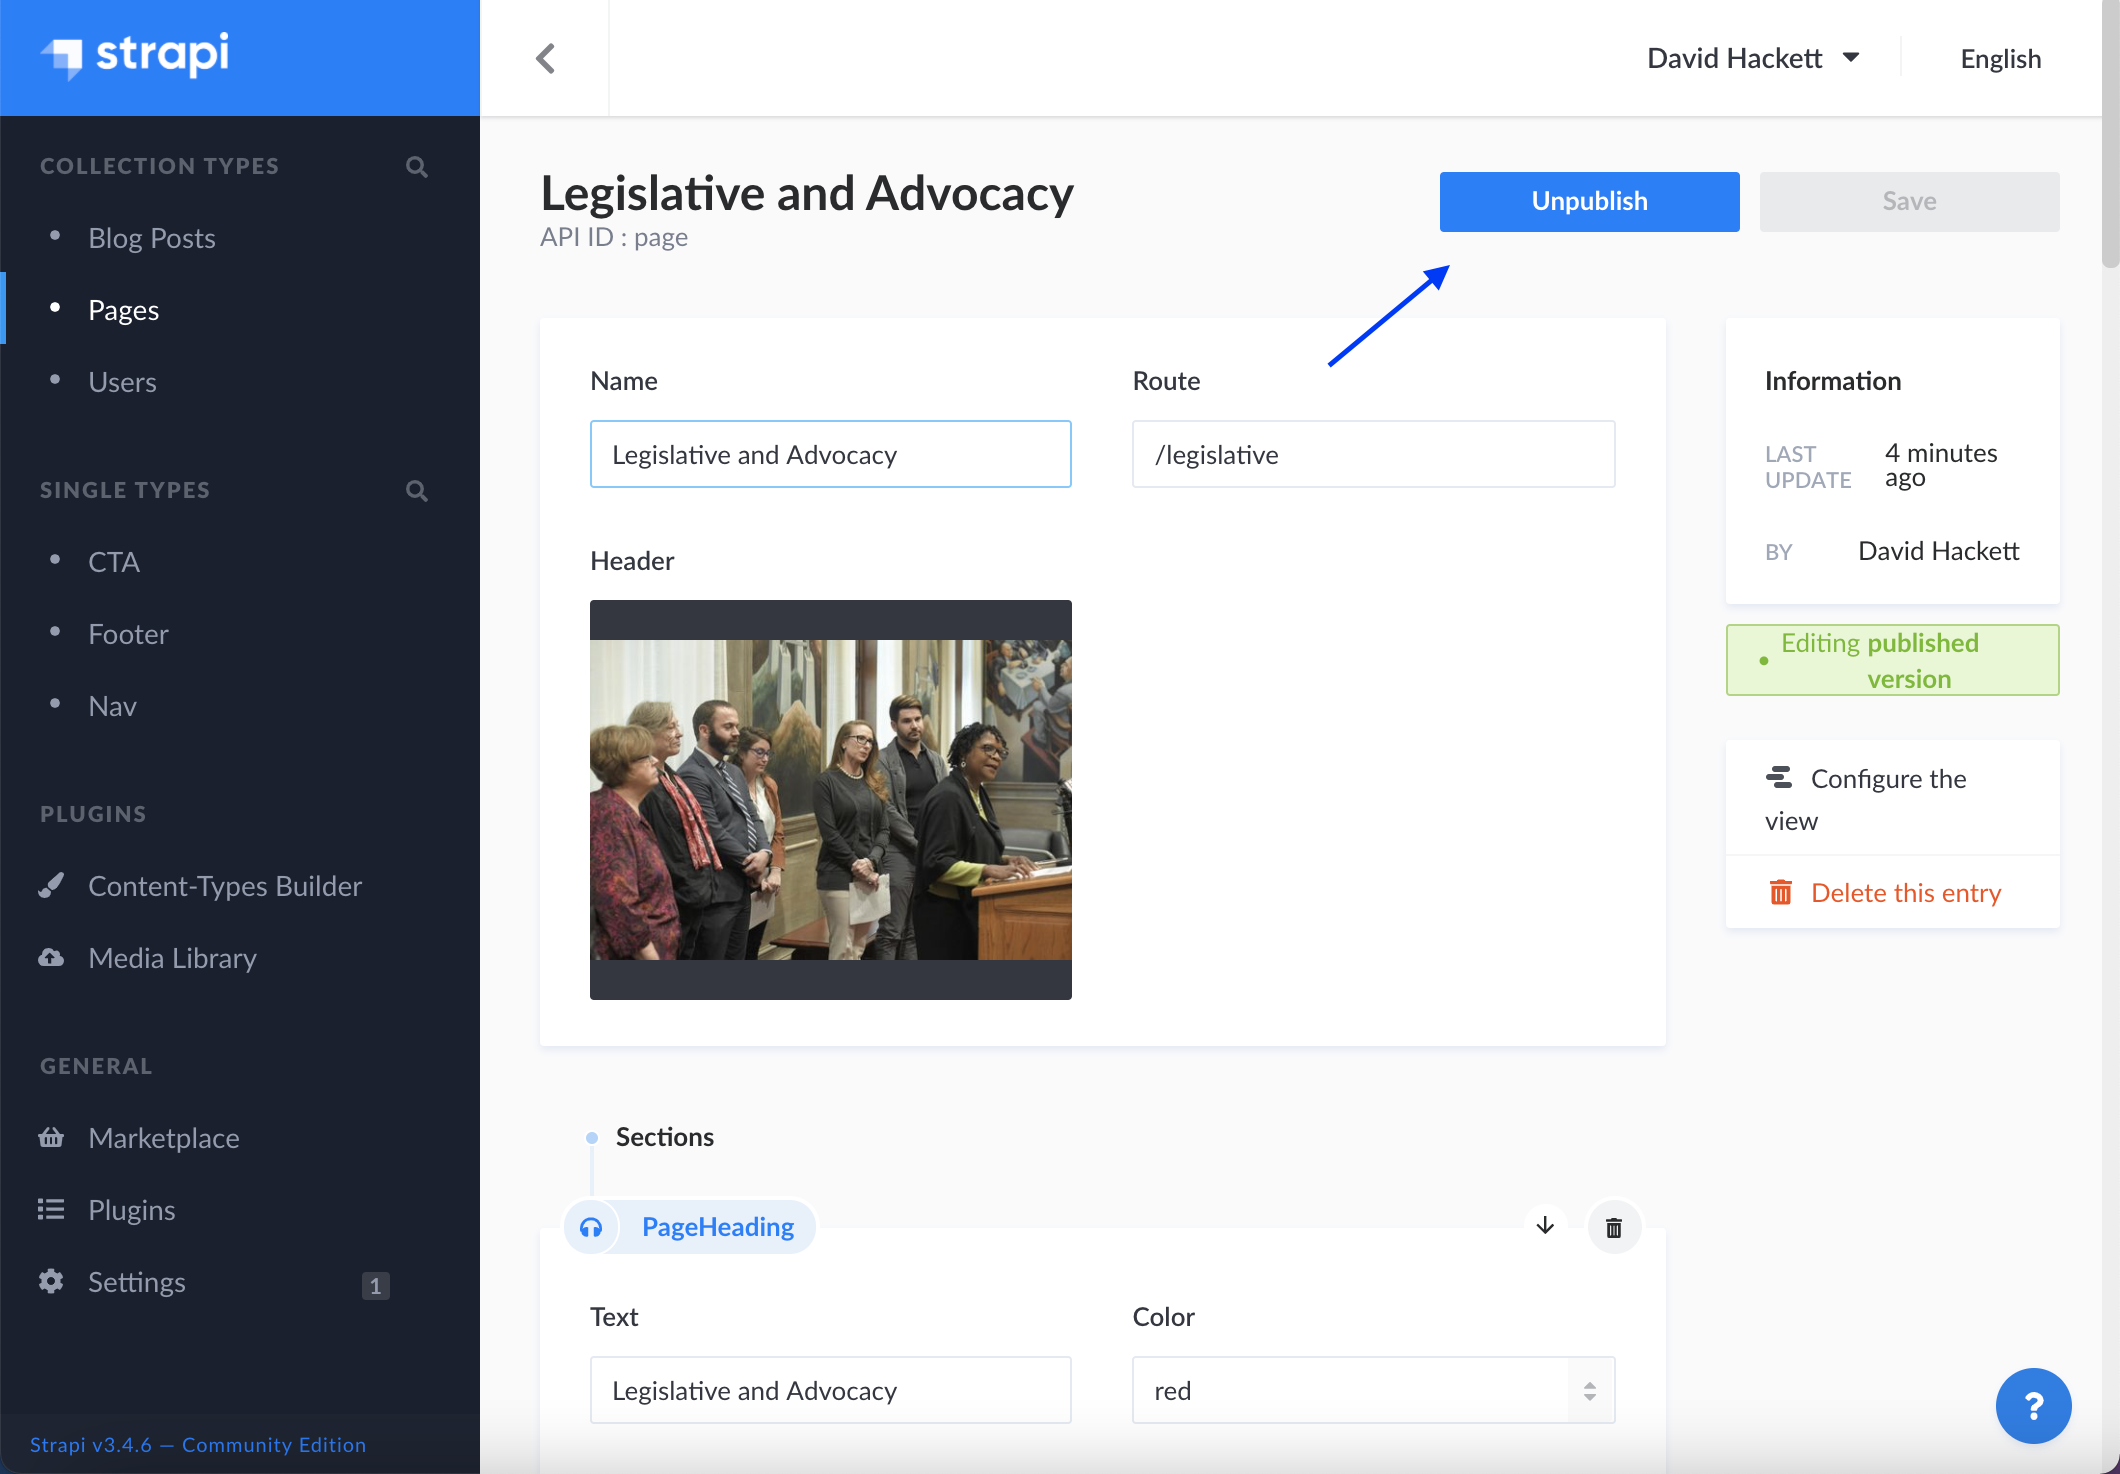 strapi
David Hackett
English
COLLECTION TYPES
Blog Posts
Pages
Users
SINGLE TYPES
CTA
Footer
Nav
PLUGINS
Content-Types Builder
Media Library
GENERAL
Marketplace
Plugins
Settings
1
Strapi v3.4.6 — Community Edition
Legislative and Advocacy
API ID : page
Unpublish
Save
Name
Route
Legislative and Advocacy
/legislative
Header
Information
LAST
UPDATE
4 minutes
ago
BY
David Hackett
Editing published
version
Configure the
view
Delete this entry
Sections
PageHeading
Text
Color
Legislative and Advocacy
red
?